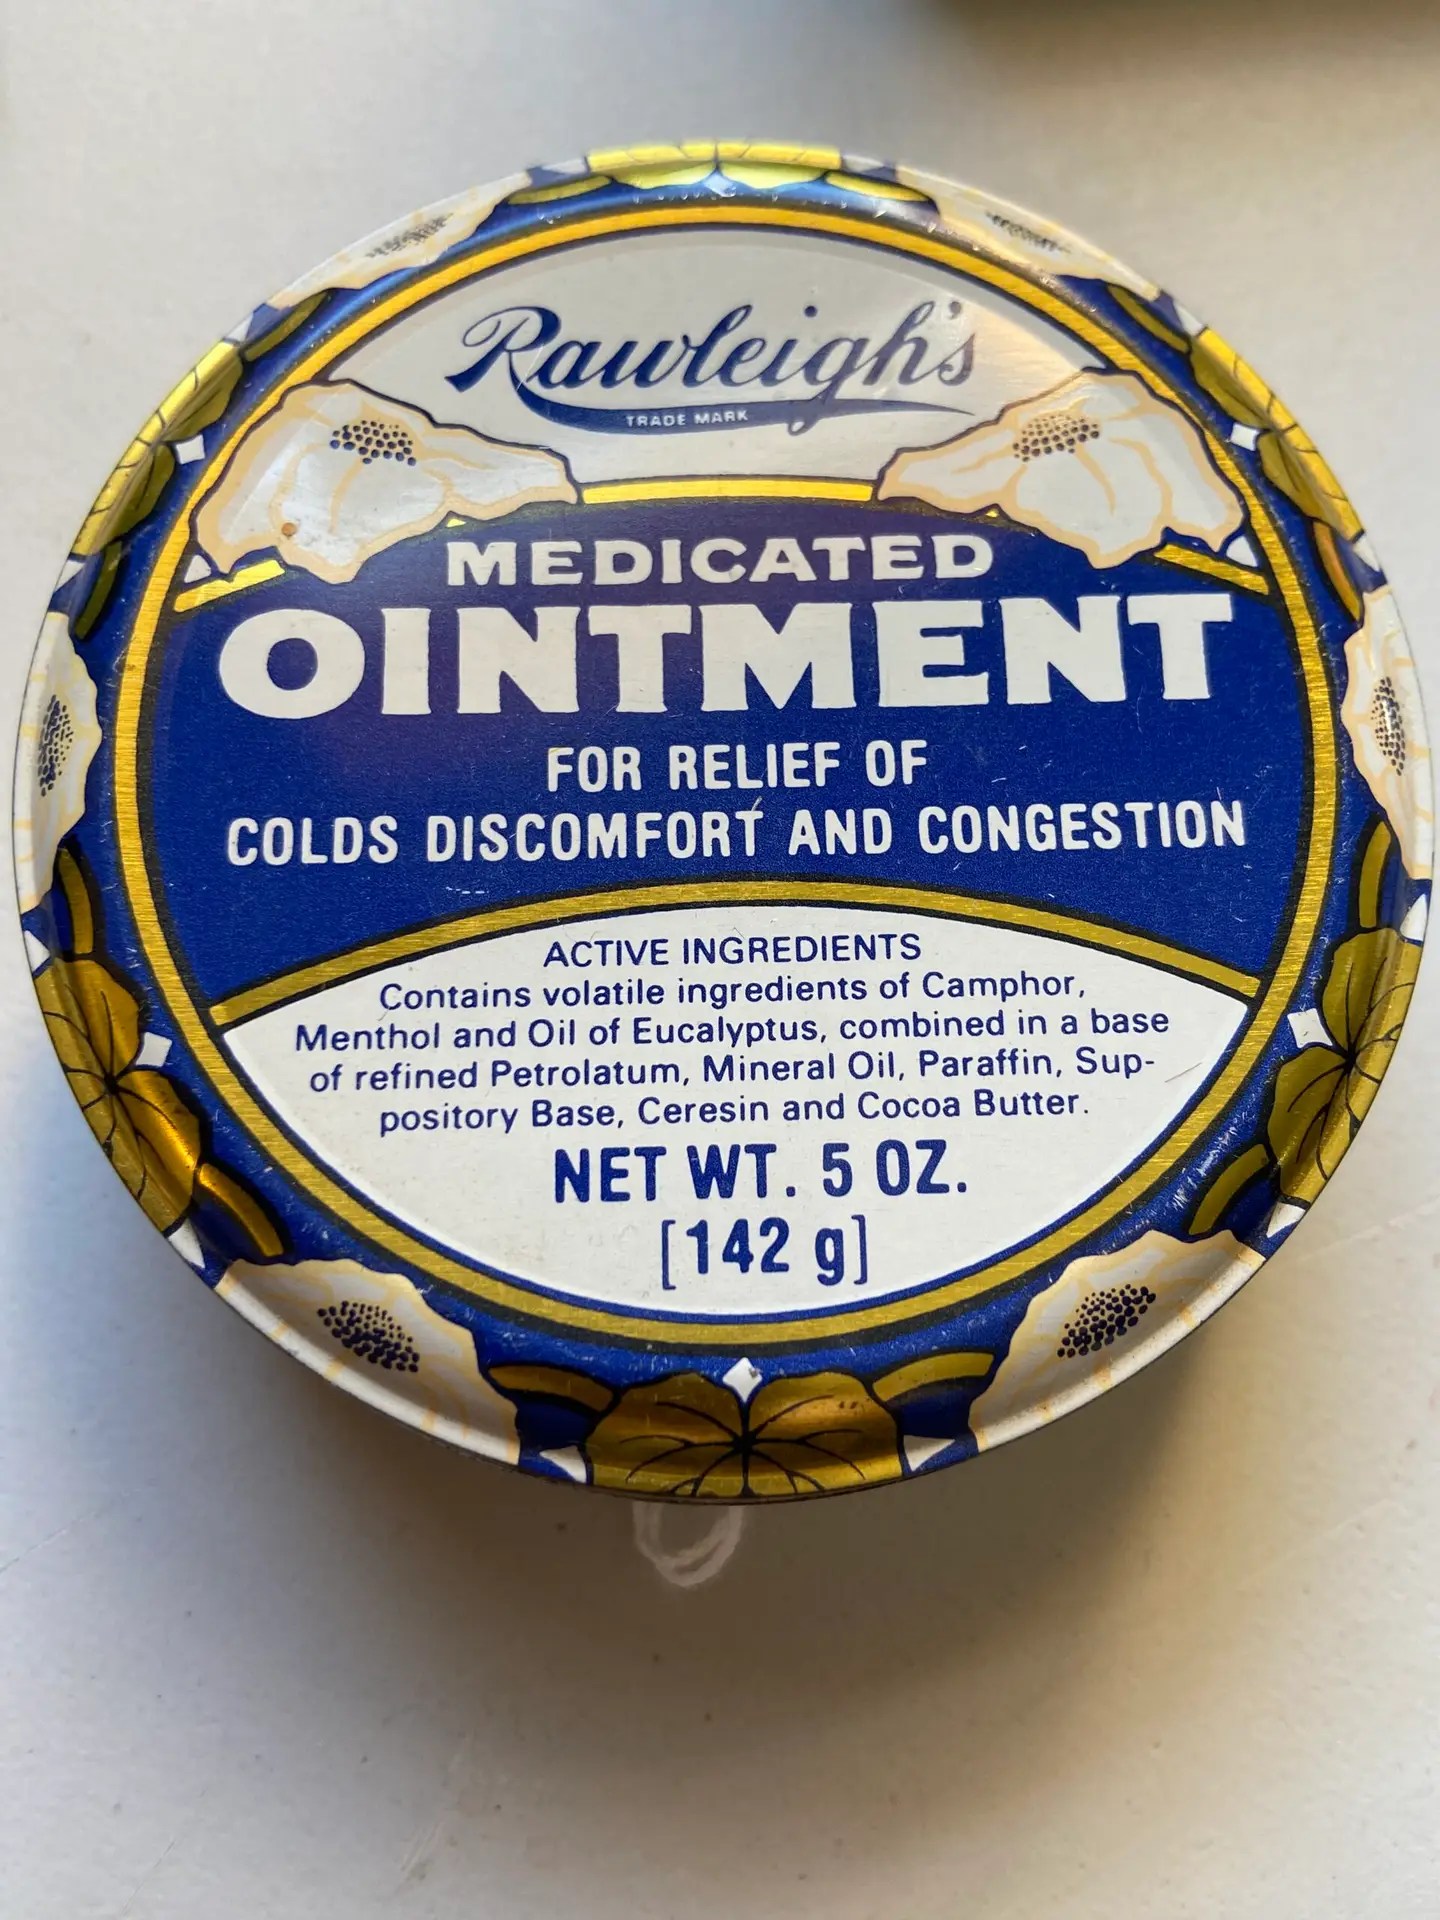 Rawleigh's
TRADE MARK
MEDICATED
OINTMENT
FOR RELIEF OF
COLDS DISCOMFORT AND CONGESTION
ACTIVE INGREDIENTS
Contains volatile ingredients of Camphor,
Menthol and Oil of Eucalyptus, combined in a base
of refined Petrolatum, Mineral Oil, Paraffin, Sup-
pository Base, Ceresin and Cocoa Butter.
NET WT. 5 OZ.
[142 g]